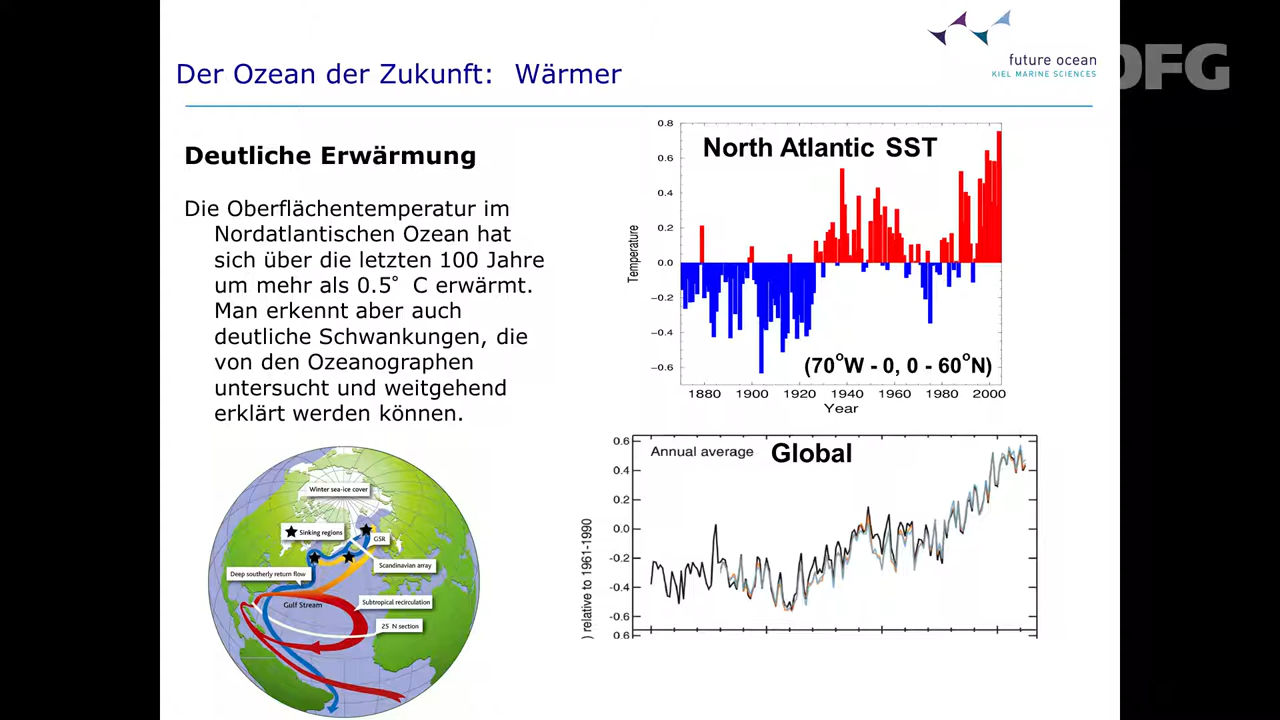 Der Ozean der Zukunft: Wärmer
future ocean
KIEL MARINE SCIENCES
DFG
Deutliche Erwärmung
Die Oberflächentemperatur im
Nordatlantischen Ozean hat
sich über die letzten 100 Jahre
um mehr als 0.5° C erwärmt.
Man erkennt aber auch
deutliche Schwankungen, die
von den Ozeanographen
untersucht und weitgehend
erklärt werden können.
North Atlantic SST
0.8
0.6
0.4
0.2
0.0
−0.2
−0.4
−0.6
Temperature
(70°W - 0, 0 - 60°N)
1880 1900 1920 1940 1960 1980 2000
Year
Annual average Global
0.6
0.4
0.2
0.0
-0.2
-0.4
-0.6
0.6
) relative to 1961-1990
Winter sea-ice cover
Sinking regions
GSR
Scandinavian array
Deep southerly return flow
Gulf Stream
Subtropical recirculation
25 N section